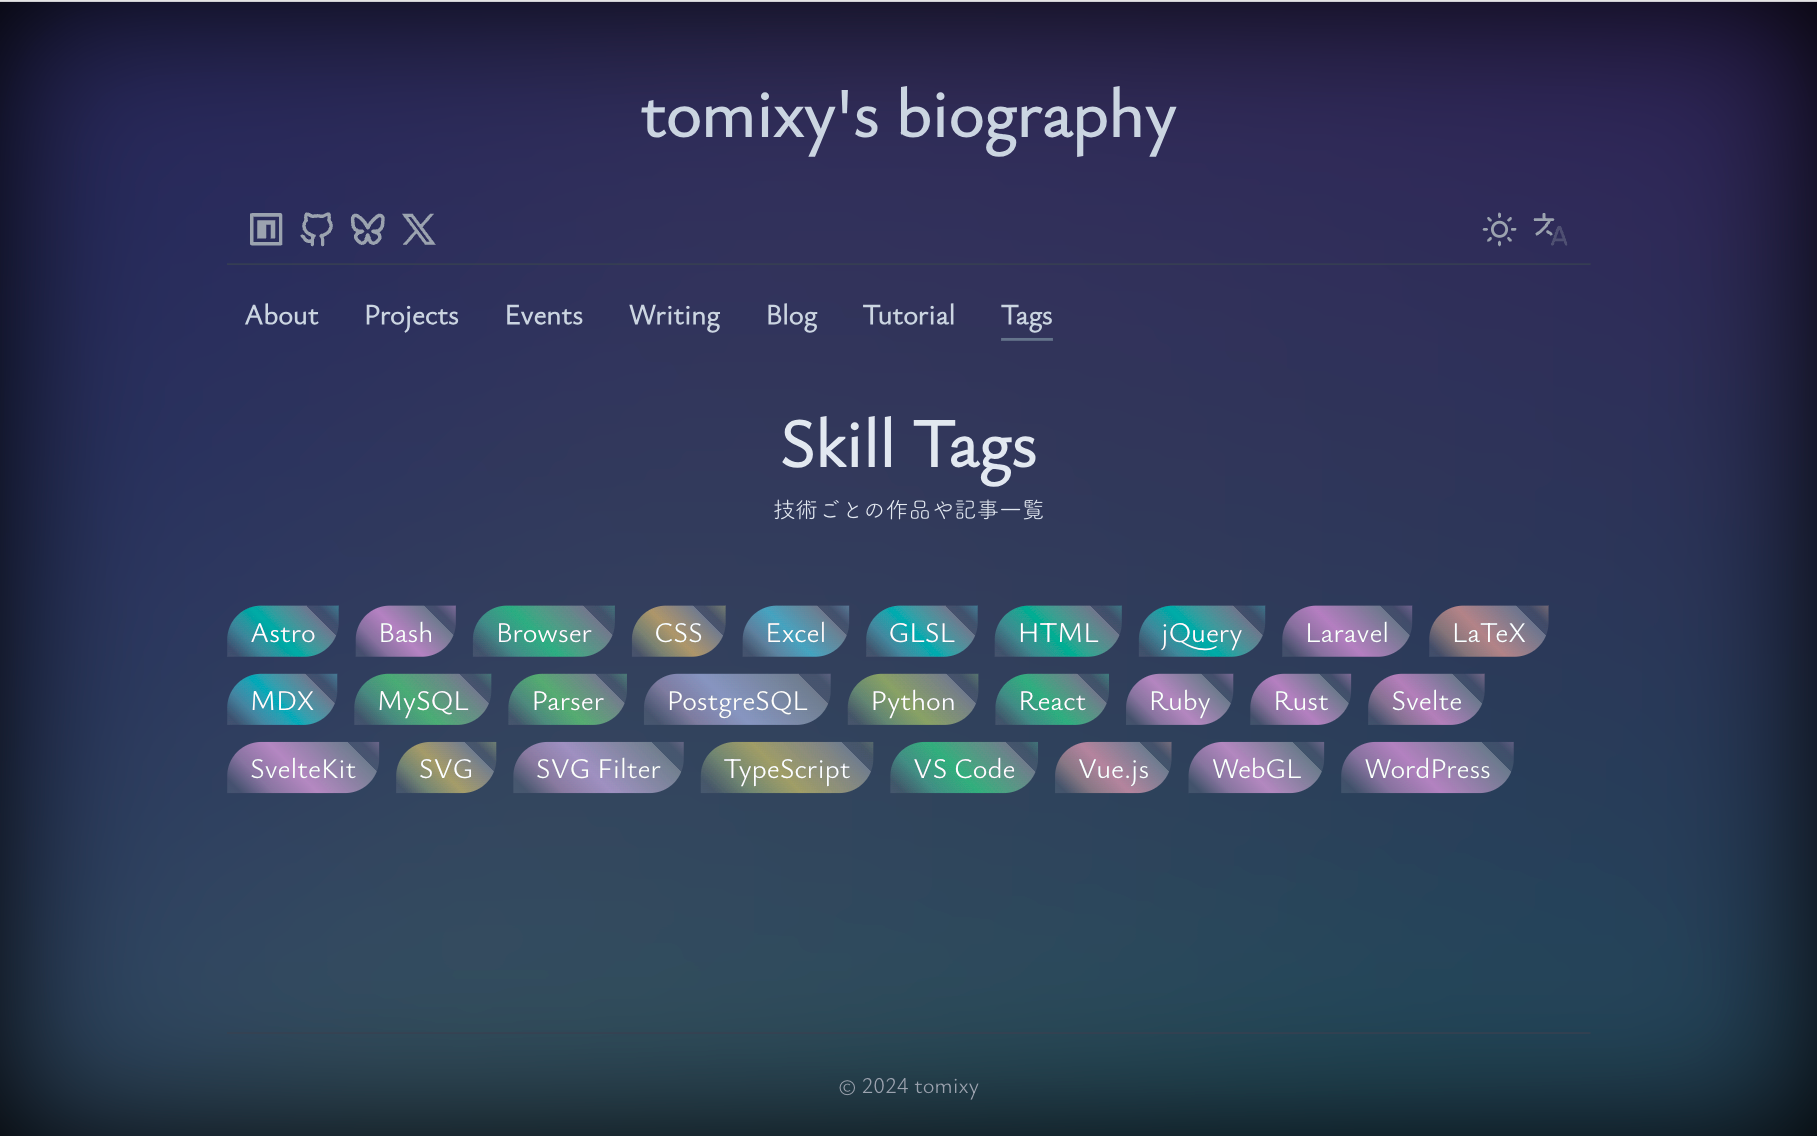 tomixy's biography
文A
About Projects Events Writing Blog Tutorial Tags
Skill Tags
技術ごとの作品や記事一覧
Astro Bash Browser CSS Excel GLSL HTML jQuery Laravel LaTeX
MDX MySQL Parser PostgreSQL Python React Ruby Rust Svelte
SvelteKit SVG SVG Filter TypeScript VS Code Vue.js WebGL WordPress
© 2024 tomixy